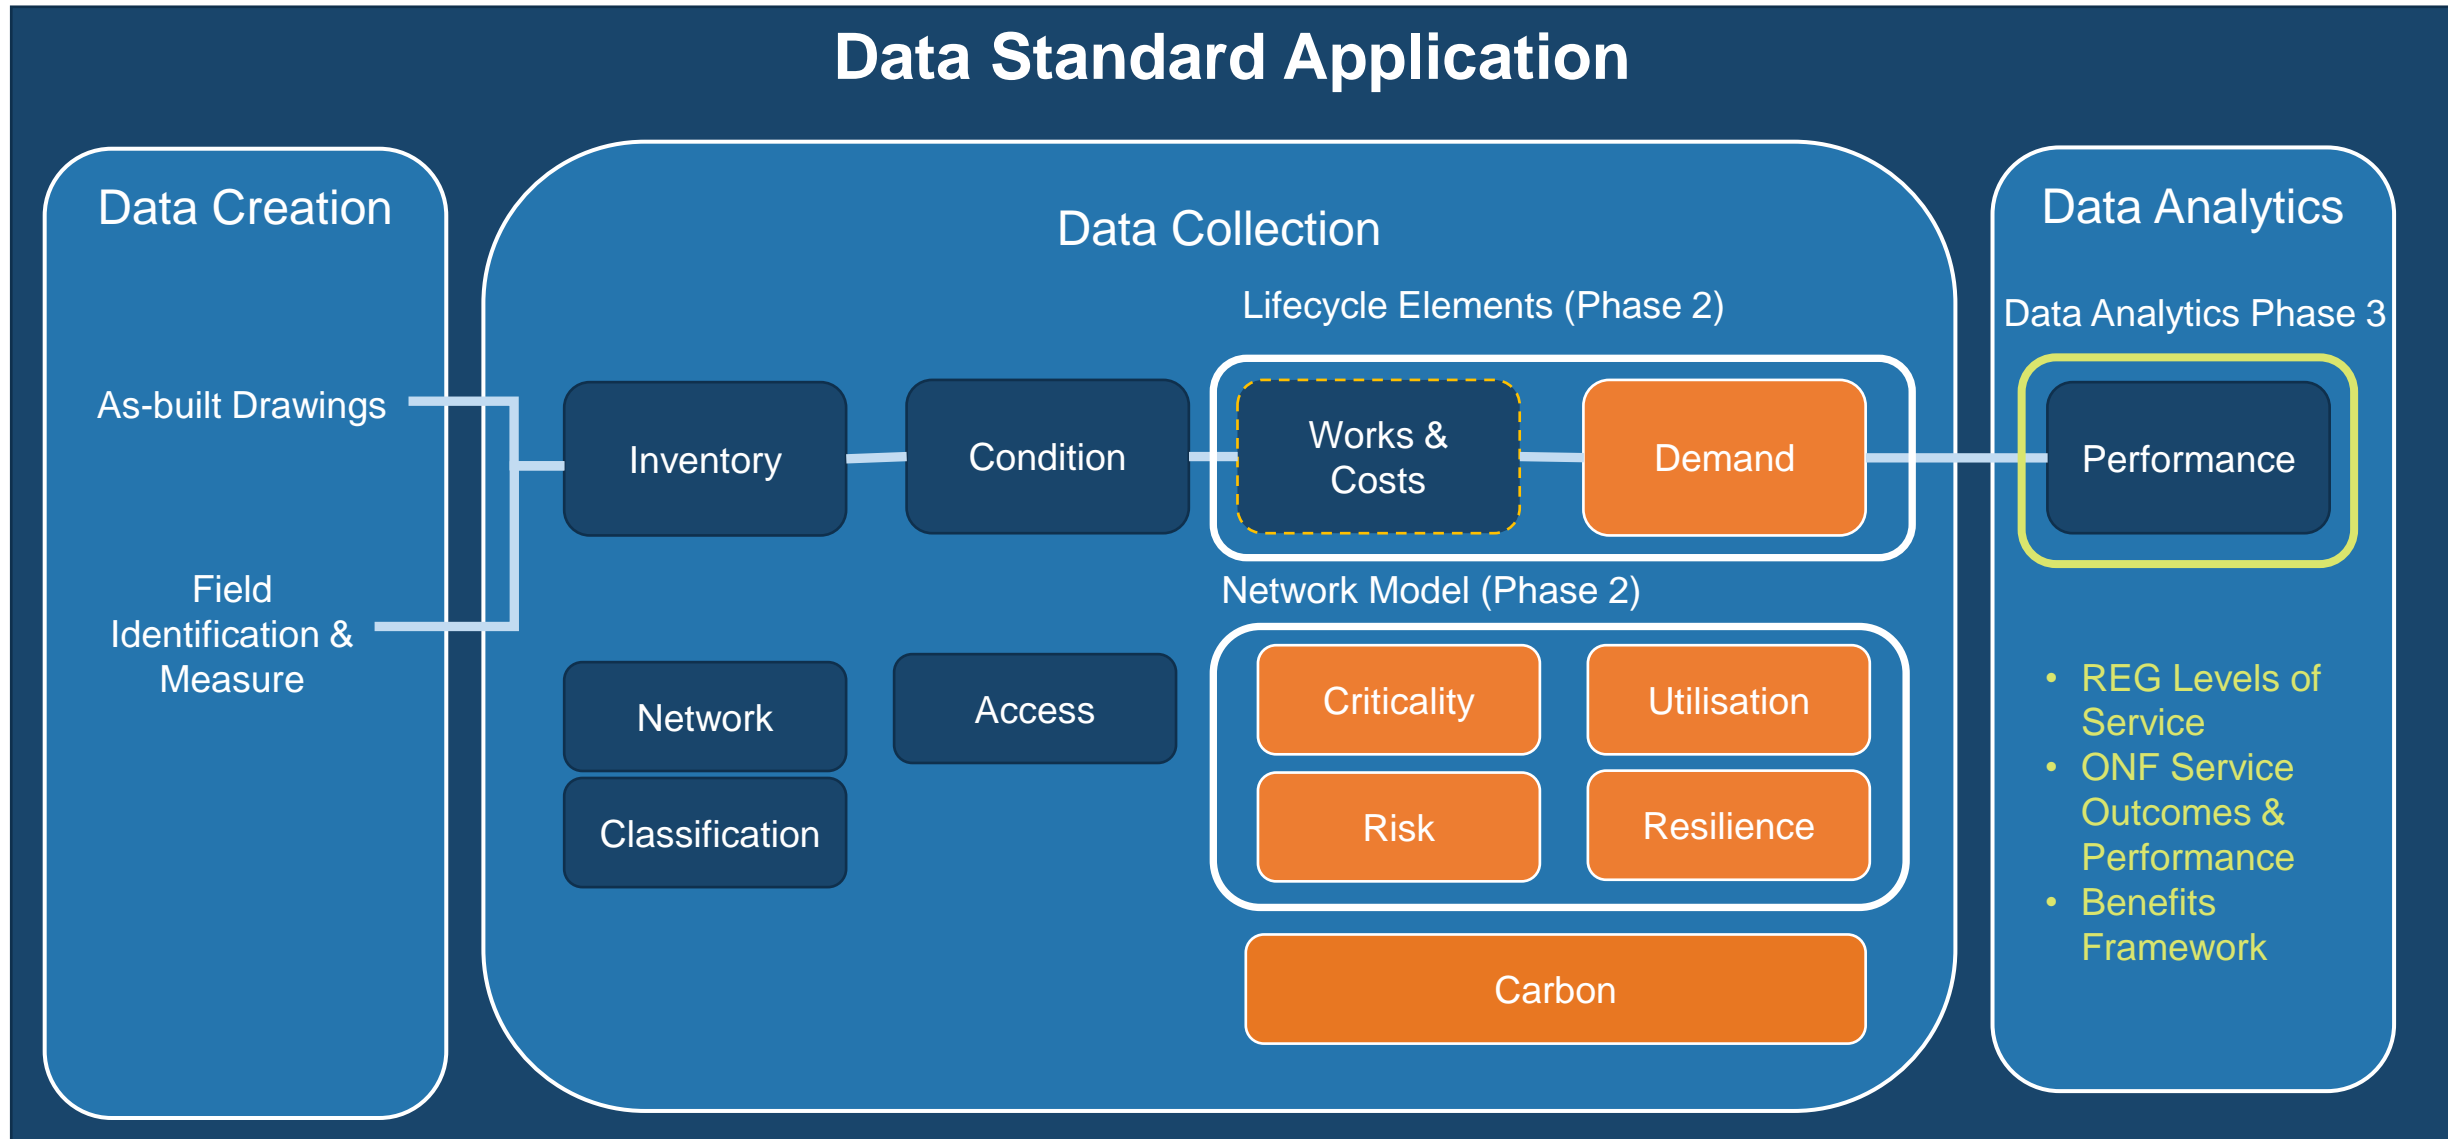 Data Standard Application
Data Creation
As-built Drawings
Field
Identification &
Measure
Data Collection
Lifecycle Elements (Phase 2)
Inventory
Condition
Works &
Costs
Demand
Network Model (Phase 2)
Network
Access
Classification
Criticality
Utilisation
Risk
Resilience
Carbon
Data Analytics
Data Analytics Phase 3
Performance
• REG Levels of
Service
• ONF Service
Outcomes &
Performance
• Benefits
Framework